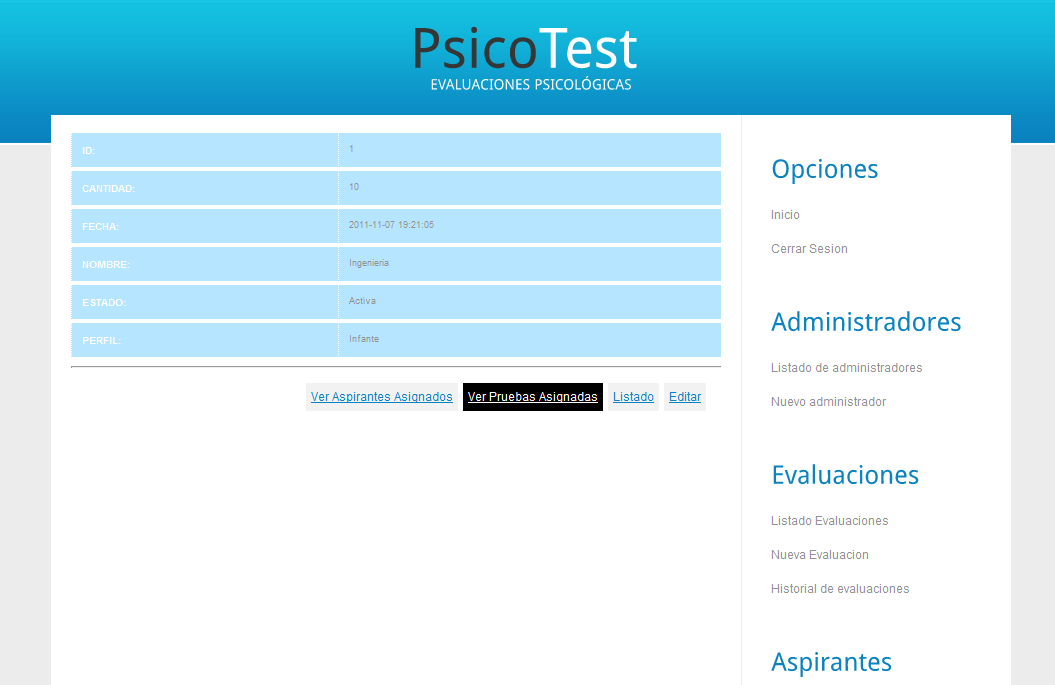 PsicoTest
EVALUACIONES PSICOLÓGICAS
ID: 1
CANTIDAD: 10
FECHA: 2011-11-07 19:21:05
NOMBRE: Ingenieria
ESTADO: Activa
PERFIL: Infante
Ver Aspirantes Asignados Ver Pruebas Asignadas Listado Editar
Opciones
Inicio
Cerrar Sesion
Administradores
Listado de administradores
Nuevo administrador
Evaluaciones
Listado Evaluaciones
Nueva Evaluacion
Historial de evaluaciones
Aspirantes